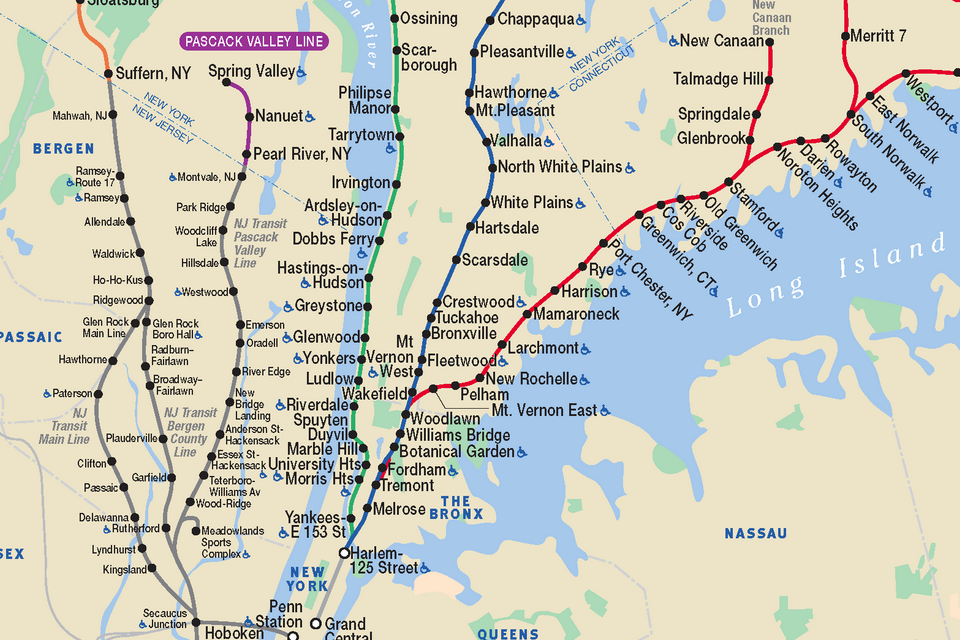 Sloatsburg
Suffern, NY
PASCACK VALLEY LINE
Spring Valley
Nanuet
Pearl River, NY
NEW YORK
NEW JERSEY
Mahwah, NJ
BERGEN
Ramsey-
Route 17
Ramsey
Allendale
Waldwick
Ho-Ho-Kus
Ridgewood
Glen Rock
Main Line
Glen Rock
Boro Hall
PASSAIC
Hawthorne
Radburn-
Fairlawn
Paterson
Broadway-
Fairlawn
NJ
Transit
Main Line
NJ Transit
Bergen
County
Line
Plauderville
Clifton
Garfield
Passaic
Delawanna
Rutherford
Lyndhurst
SEX
Kingsland
Secaucus
Junction
Hoboken
Montvale, NJ
Park Ridge
Woodcliff
Lake
NJ Transit
Pascack
Valley
Line
Hillsdale
Westwood
Emerson
Oradell
River Edge
New
Bridge
Landing
Anderson St-
Hackensack
Essex St-
Hackensack
Teterboro-
Williams Av
Wood-Ridge
Meadowlands
Sports
Complex
on River
Ossining
Scar-
borough
Philipse
Manor
Tarrytown
Irvington
Ardsley-on-
Hudson
Dobbs Ferry
Hastings-on-
Hudson
Greystone
Glenwood
Yonkers
Ludlow
Riverdale
Spuyten
Duyvil
Marble Hill
University Hts
Morris Hts
Yankees-
E 153 St
Harlem-
125 Street
NEW
YORK
Penn
Station
Grand
Central
Chappaqua
Pleasantville
Hawthorne
Mt.Pleasant
Valhalla
North White Plains
White Plains
Hartsdale
Scarsdale
Crestwood
Tuckahoe
Bronxville
Mt
Vernon
West
Fleetwood
Wakefield
Woodlawn
Williams Bridge
Botanical Garden
Fordham
Tremont
Melrose
THE
BRONX
QUEENS
NASSAU
NEW YORK
CONNECTICUT
New
Canaan
Branch
New Canaan
Talmadge Hill
Springdale
Glenbrook
Merritt 7
Westport
East Norwalk
South Norwalk
Rowayton
Darien
Noroton Heights
Stamford
Old Greenwich
Riverside
Cos Cob
Greenwich, CT
Port Chester, NY
Rye
Harrison
Mamaroneck
Larchmont
New Rochelle
Pelham
Mt. Vernon East
Long Island